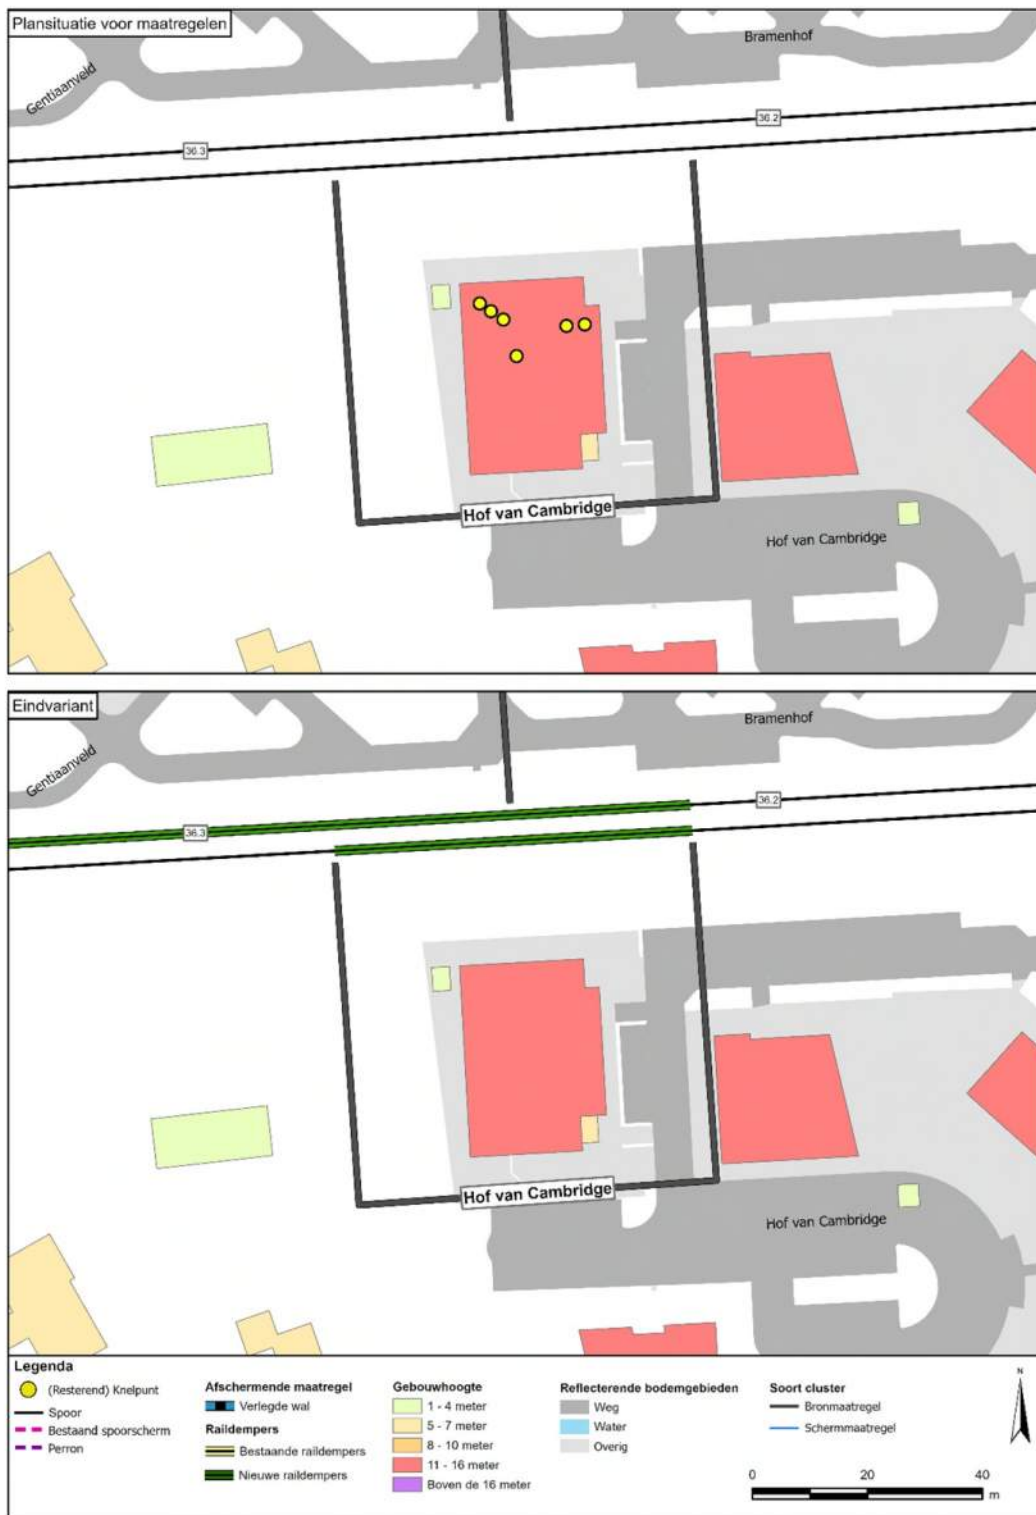 Plansituatie voor maatregelen
Bramenhof
Gentiaanveld
36.2
36.3
Hof van Cambridge
Hof van Cambridge
Eindvariant
Bramenhof
Gentiaanveld
36.2
36.3
Hof van Cambridge
Hof van Cambridge
Legenda
(Resterend) Knelpunt
Spoor
Bestaand spoorscherm
Perron
Afschermende maatregel
Verlegde wal
Raildempers
Bestaande raildempers
Nieuwe raildempers
Gebouwhoogte
1 - 4 meter
5 - 7 meter
8 - 10 meter
11 - 16 meter
Boven de 16 meter
Reflecterende bodemgebieden
Weg
Water
Overig
Soort cluster
Bronmaatregel
Schermmaatregel
N
0 20 40
m